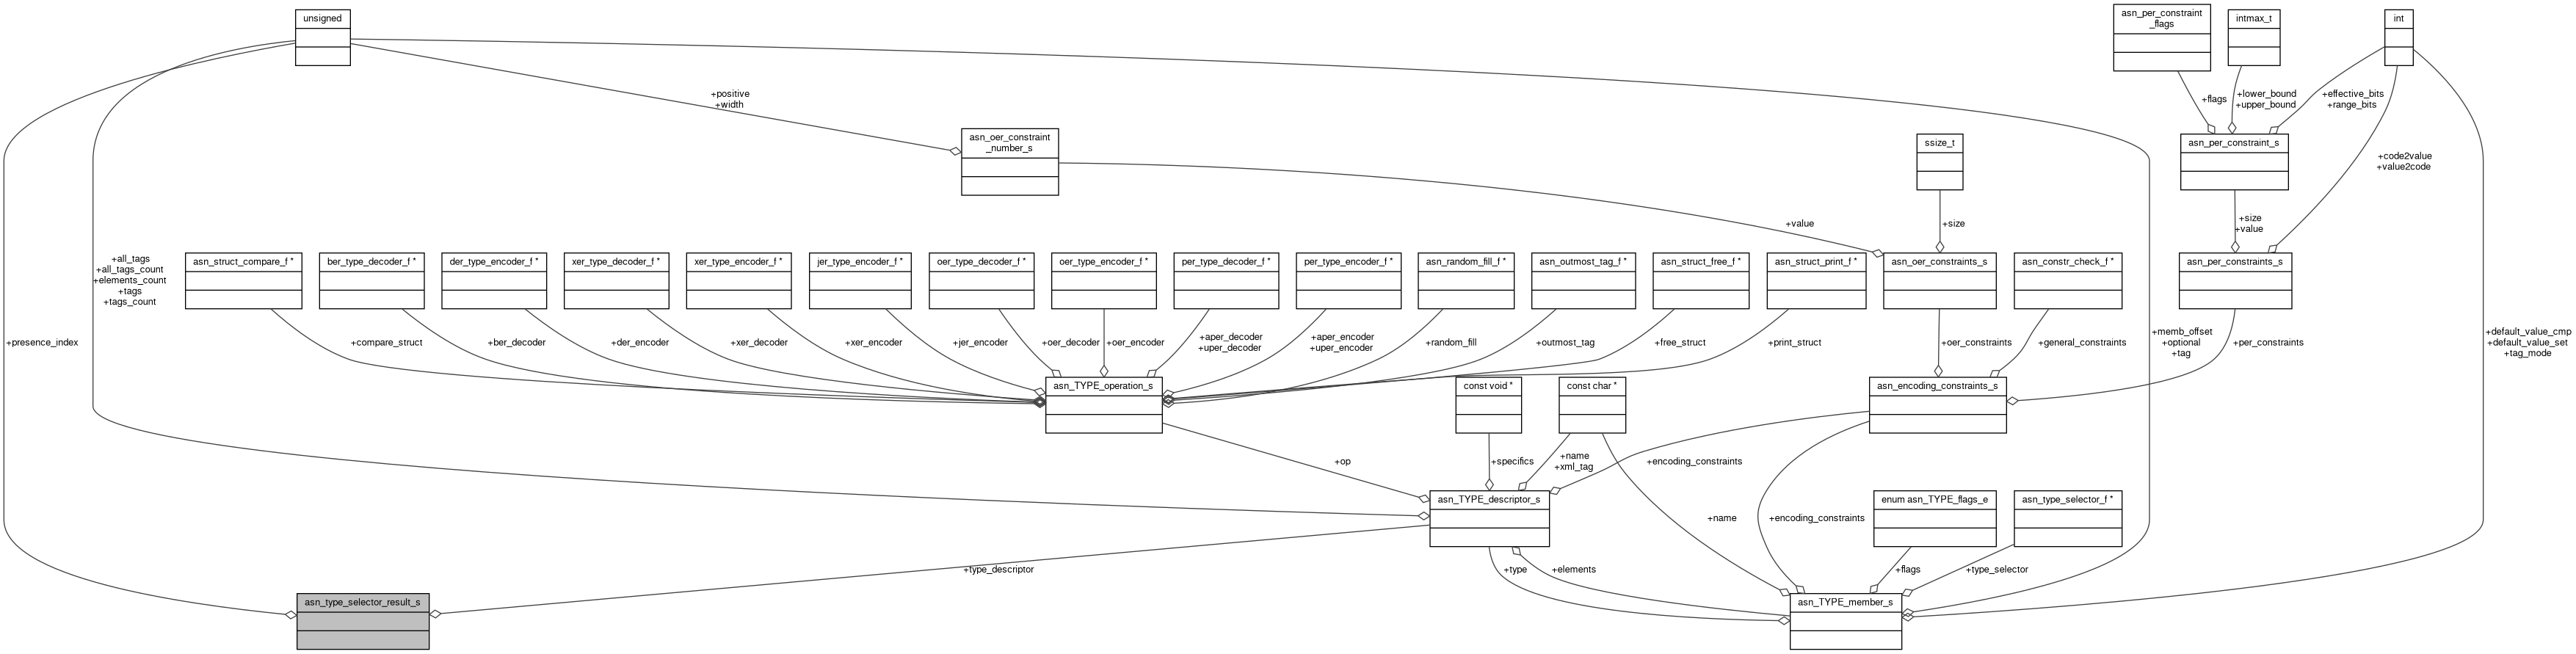 unsigned
asn_per_constraint
_flags
intmax_t
int
+positive
+width
+flags
+lower_bound
+upper_bound
+effective_bits
+range_bits
asn_oer_constraint
_number_s
ssize_t
asn_per_constraint_s
+code2value
+value2code
+value
+size
+size
+value
+all_tags
+all_tags_count
+elements_count
+tags
+tags_count
asn_struct_compare_f *
ber_type_decoder_f *
der_type_encoder_f *
xer_type_decoder_f *
xer_type_encoder_f *
jer_type_encoder_f *
oer_type_decoder_f *
oer_type_encoder_f *
per_type_decoder_f *
per_type_encoder_f *
asn_random_fill_f *
asn_outmost_tag_f *
asn_struct_free_f *
asn_struct_print_f *
asn_oer_constraints_s
asn_constr_check_f *
asn_per_constraints_s
+presence_index
+compare_struct
+ber_decoder
+der_encoder
+xer_decoder
+xer_encoder
+jer_encoder
+oer_decoder
+oer_encoder
+aper_decoder
+uper_decoder
+aper_encoder
+uper_encoder
+random_fill
+outmost_tag
+free_struct
+print_struct
+oer_constraints
+general_constraints
+memb_offset
+optional
+tag
+per_constraints
+default_value_cmp
+default_value_set
+tag_mode
asn_TYPE_operation_s
const void *
const char *
asn_encoding_constraints_s
+op
+specifics
+name
+xml_tag
+encoding_constraints
asn_TYPE_descriptor_s
enum asn_TYPE_flags_e
asn_type_selector_f *
+name
+encoding_constraints
+type_descriptor
+type
+elements
+flags
+type_selector
asn_type_selector_result_s
asn_TYPE_member_s